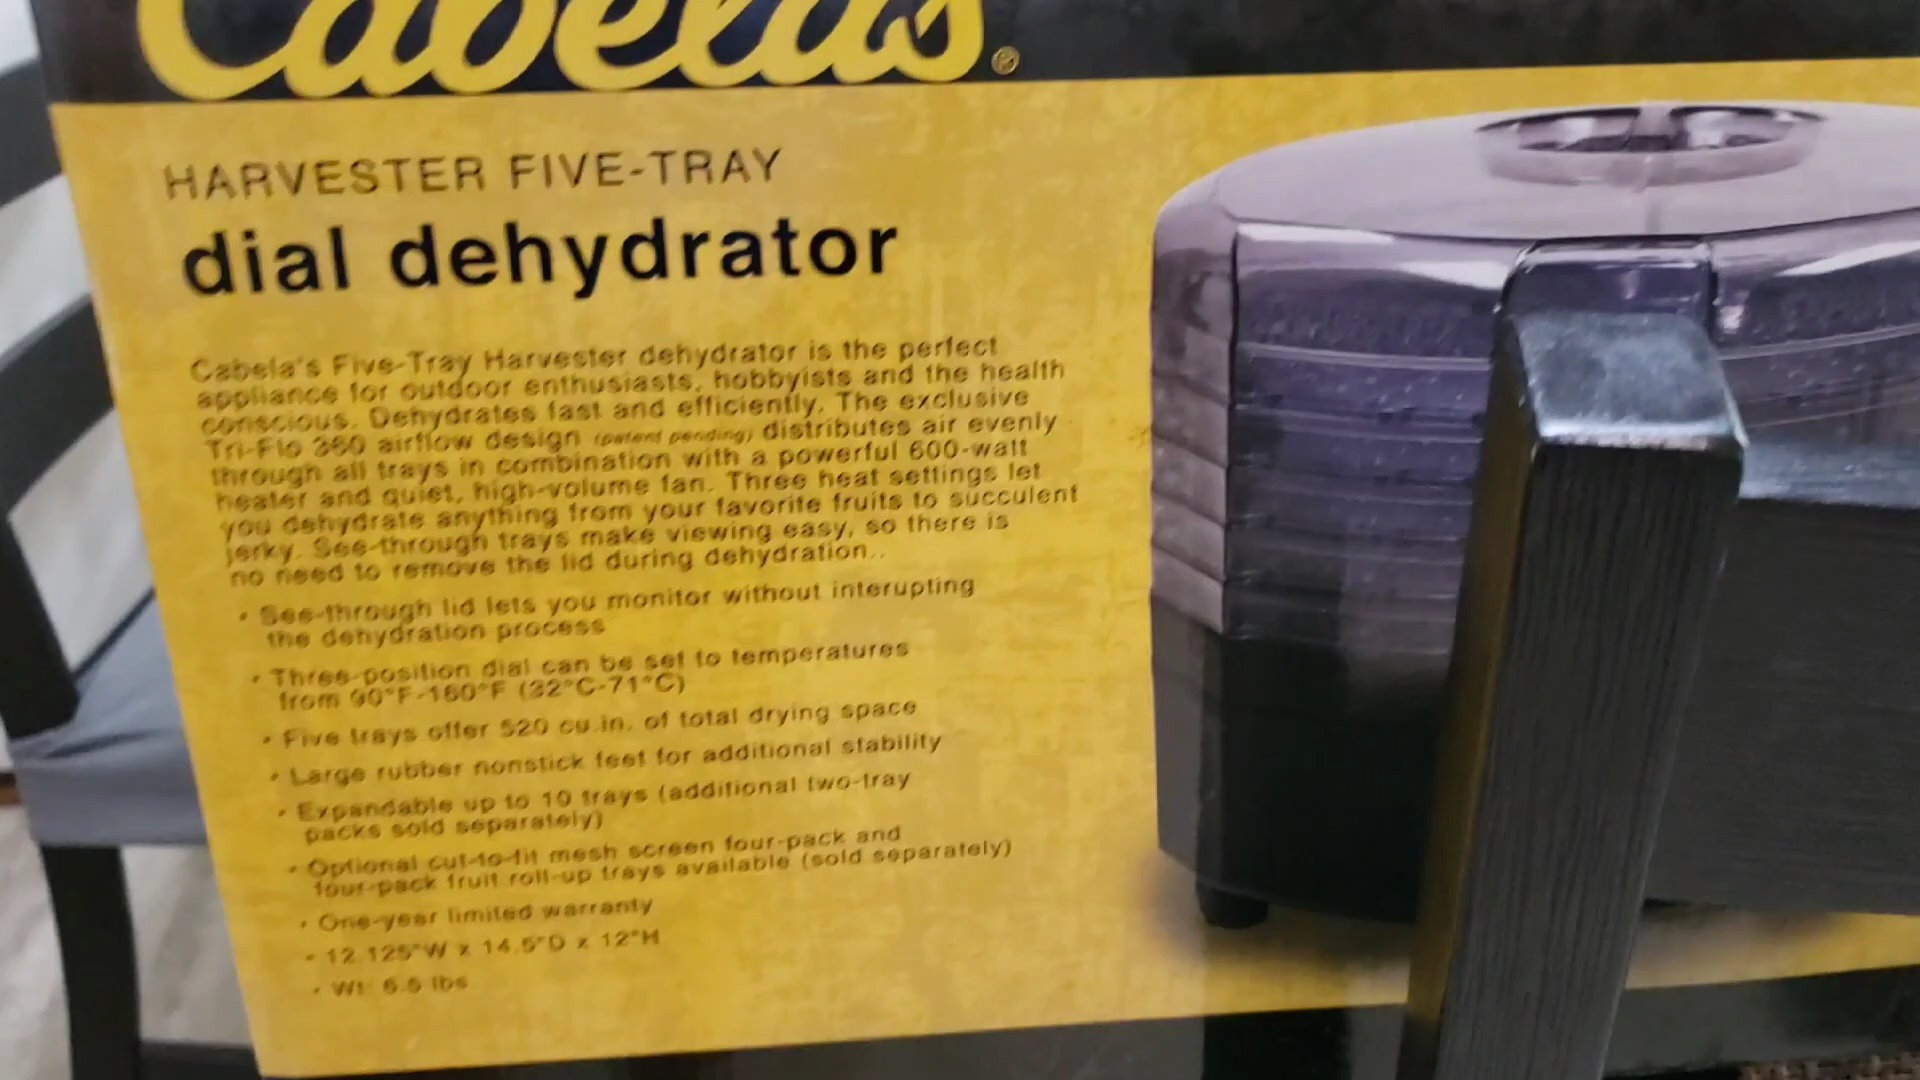 Cabela's®
HARVESTER FIVE-TRAY
dial dehydrator
Cabela's Five-Tray Harvester dehydrator is the perfect
appliance for outdoor enthusiasts, hobbyists and the health
conscious. Dehydrates fast and efficiently. The exclusive
Tri-Flo 360 airflow design (patent pending) distributes air evenly
through all trays in combination with a powerful 600-watt
heater and quiet, high-volume fan. Three heat settings let
you dehydrate anything from your favorite fruits to succulent
jerky. See-through trays make viewing easy, so there is
no need to remove the lid during dehydration..
• See-through lid lets you monitor without interupting
the dehydration process
• Three-position dial can be set to temperatures
from 90°F-160°F (32°C-71°C)
• Five trays offer 520 cu.in. of total drying space
• Large rubber nonstick feet for additional stability
• Expandable up to 10 trays (additional two-tray
packs sold separately)
• Optional cut-to-fit mesh screen four-pack and
four-pack fruit roll-up trays available (sold separately)
• One-year limited warranty
• 12.125"W x 14.5"D x 12"H
• Wt: 6.6 lbs